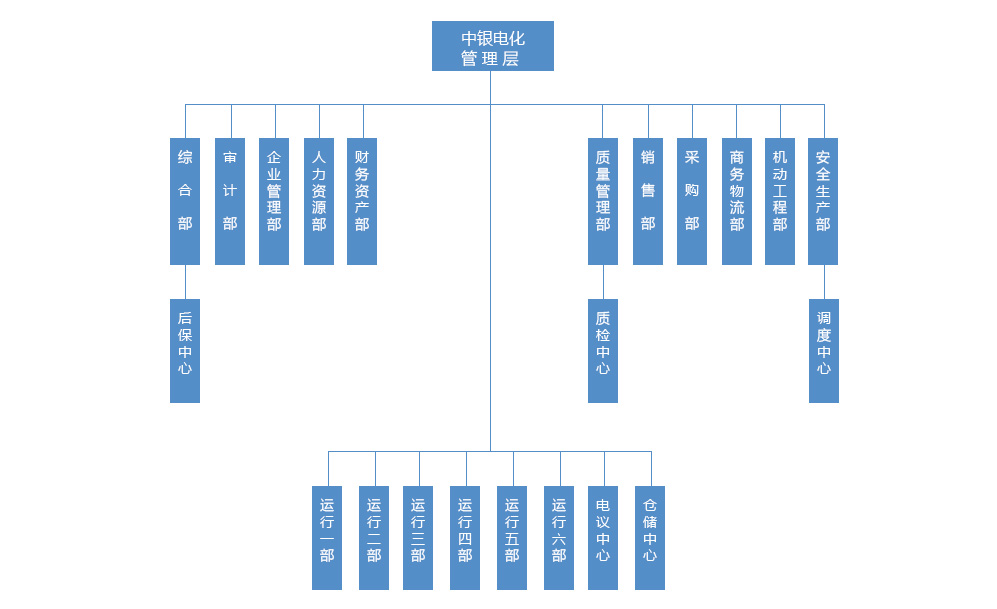 中银电化
管理层
综合部
审计部
企业管理部
人力资源部
财务资产部
质量管理部
销售部
采购部
商务物流部
机动工程部
安全生产部
后保中心
质检中心
调度中心
运行一部
运行二部
运行三部
运行四部
运行五部
运行六部
电议中心
仓储中心